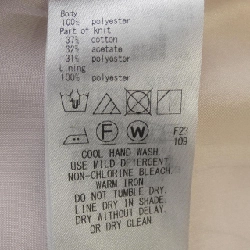 Body
100% polyester
Part of knit
37% cotton
32% acetate
31% polyester
Lining
100% polyester
F W FZ
109
COOL HAND WASH
USE MILD DETERGENT
NON-CHLORINE BLEACH
WARM IRON
DO NOT TUMBLE DRY.
LINE DRY IN SHADE.
DRY WITHOUT DELAY.
OR DRY CLEAN